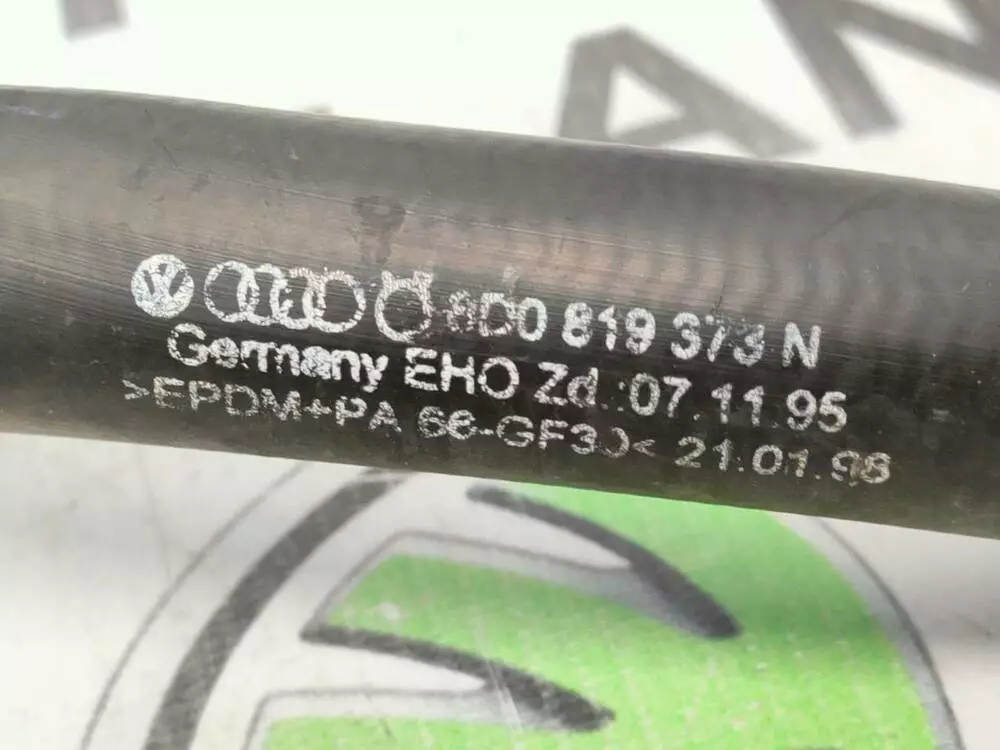 8D0 819 373 N
Germany EHO Zd.:07.11.95
>EPDM+PA 66-GF30< 21.01.98